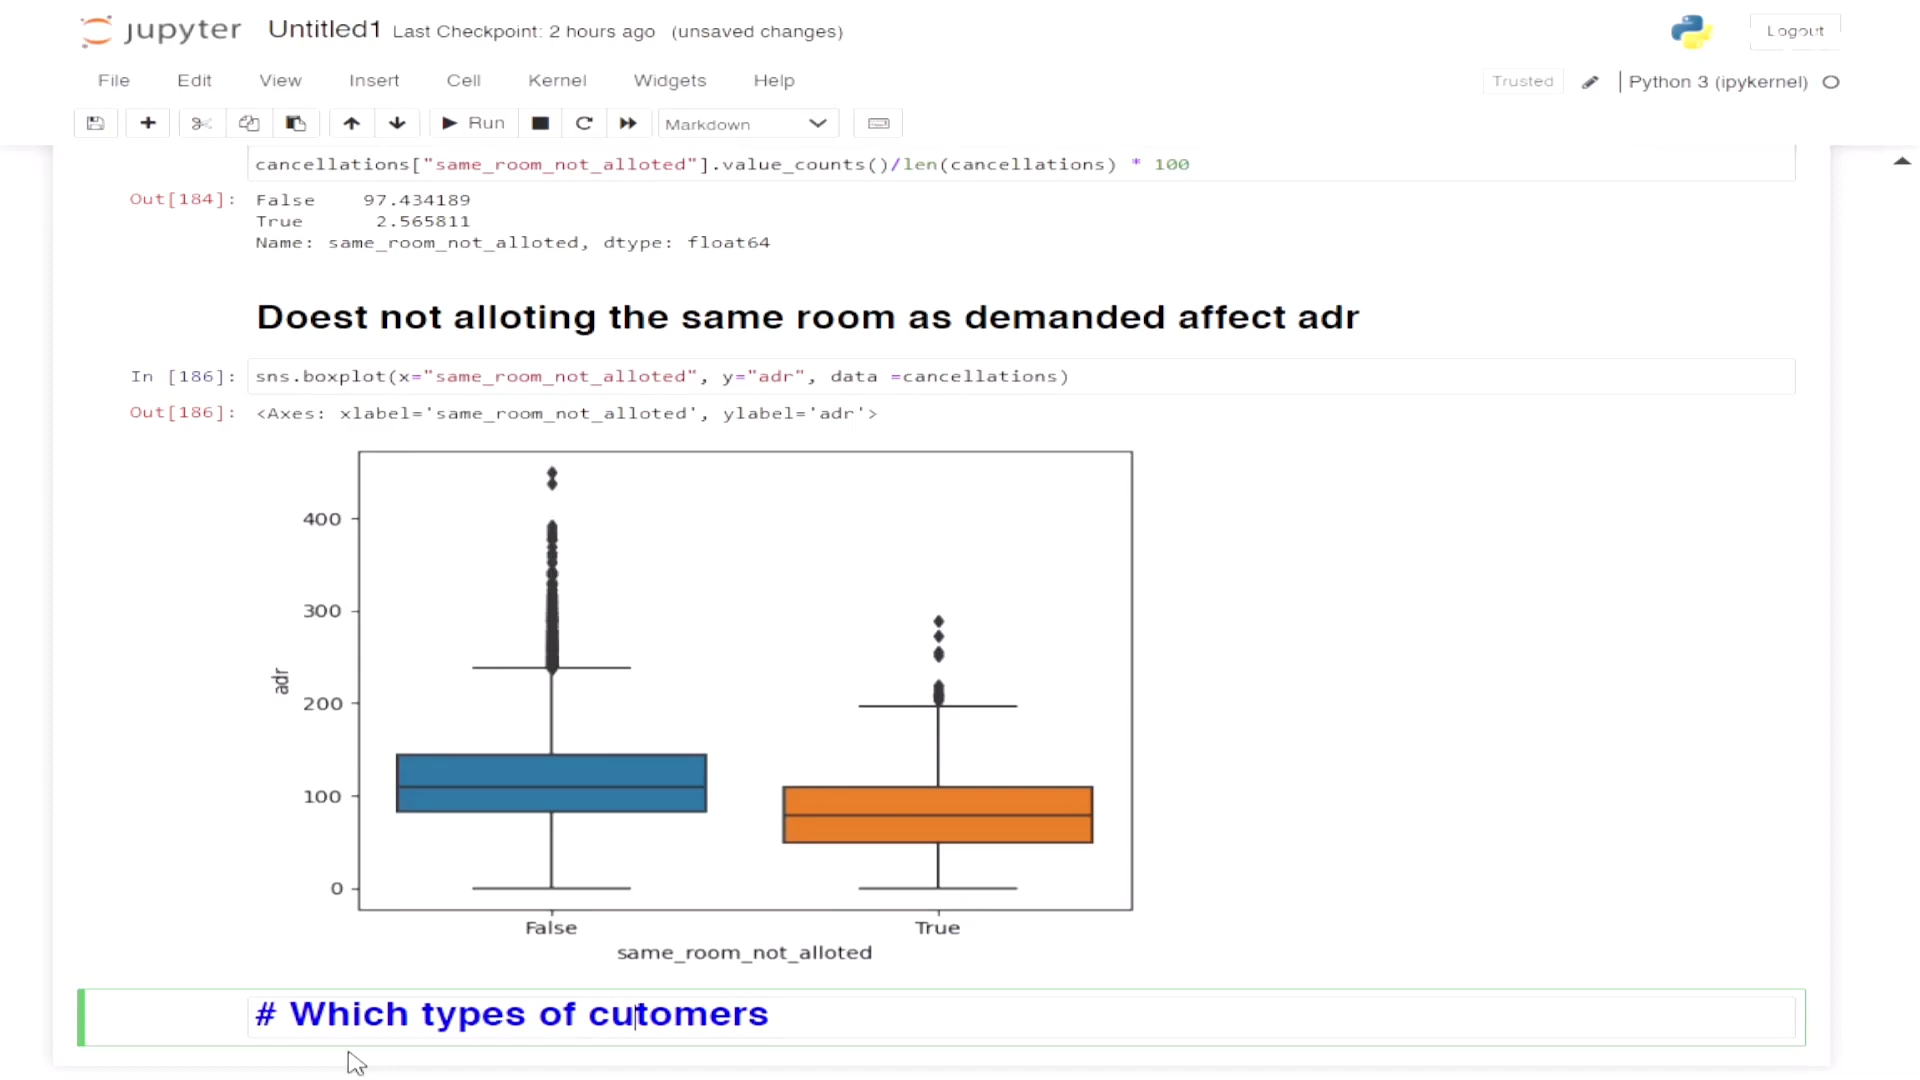 jupyter Untitled1 Last Checkpoint: 2 hours ago (unsaved changes) Logout
File Edit View Insert Cell Kernel Widgets Help Trusted Python 3 (ipykernel)
Run Markdown
cancellations["same_room_not_alloted"].value_counts()/len(cancellations) * 100
Out[184]: False 97.434189
True 2.565811
Name: same_room_not_alloted, dtype: float64
Doest not alloting the same room as demanded affect adr
In [186]: sns.boxplot(x="same_room_not_alloted", y="adr", data =cancellations)
Out[186]: <Axes: xlabel='same_room_not_alloted', ylabel='adr'>
400
300
adr
200
100
0
False True
same_room_not_alloted
# Which types of cutomers